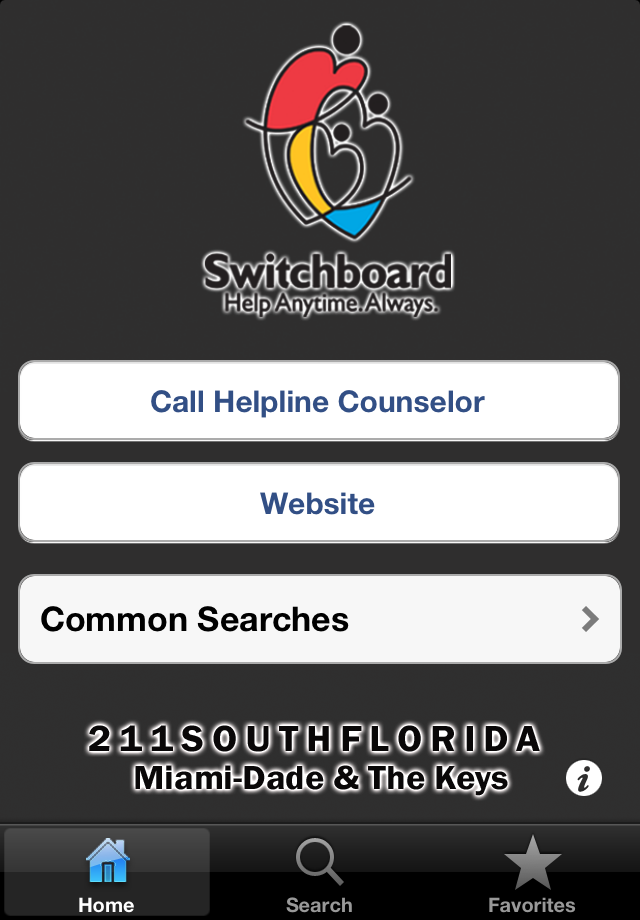 Switchboard
Help Anytime.Always.
Call Helpline Counselor
Website
Common Searches
211SOUTHFLORIDA
Miami-Dade & The Keys
i
Home
Search
Favorites